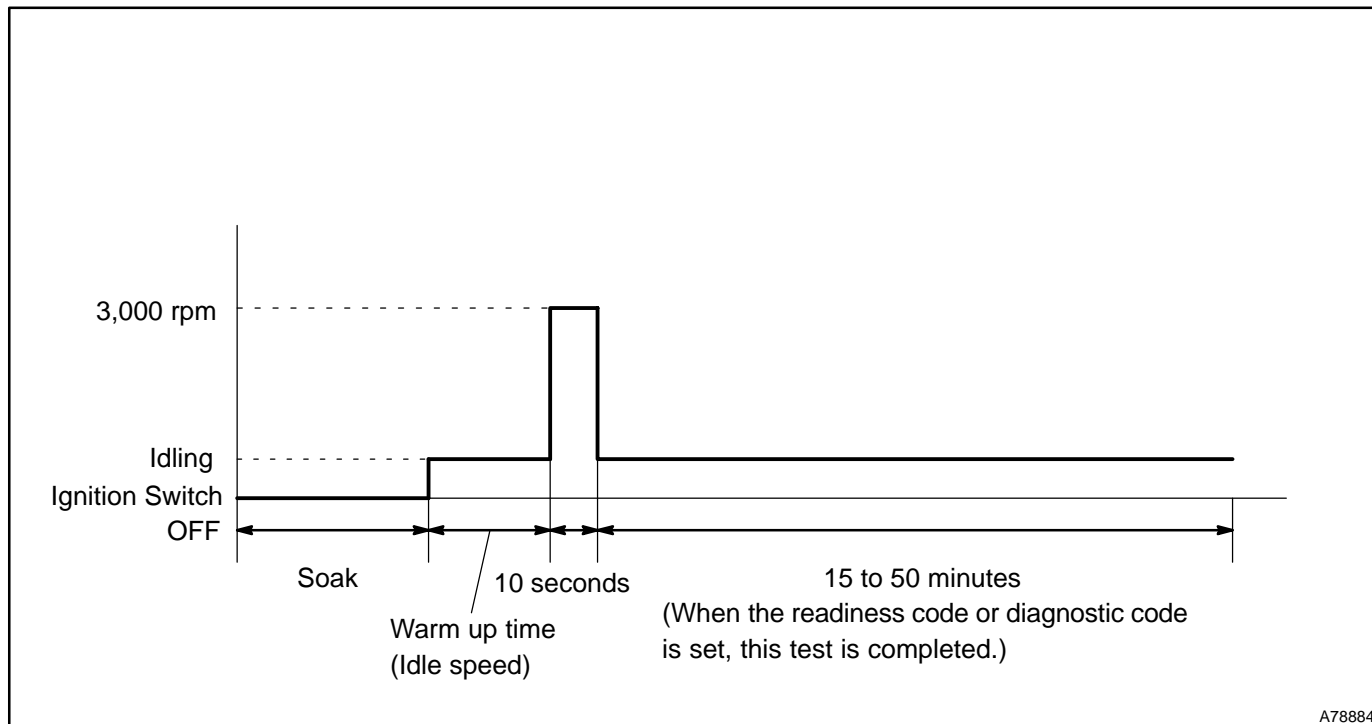 3,000 rpm
Idling
Ignition Switch
OFF
Soak
10 seconds
15 to 50 minutes
(When the readiness code or diagnostic code
is set, this test is completed.)
Warm up time
(Idle speed)
A78884